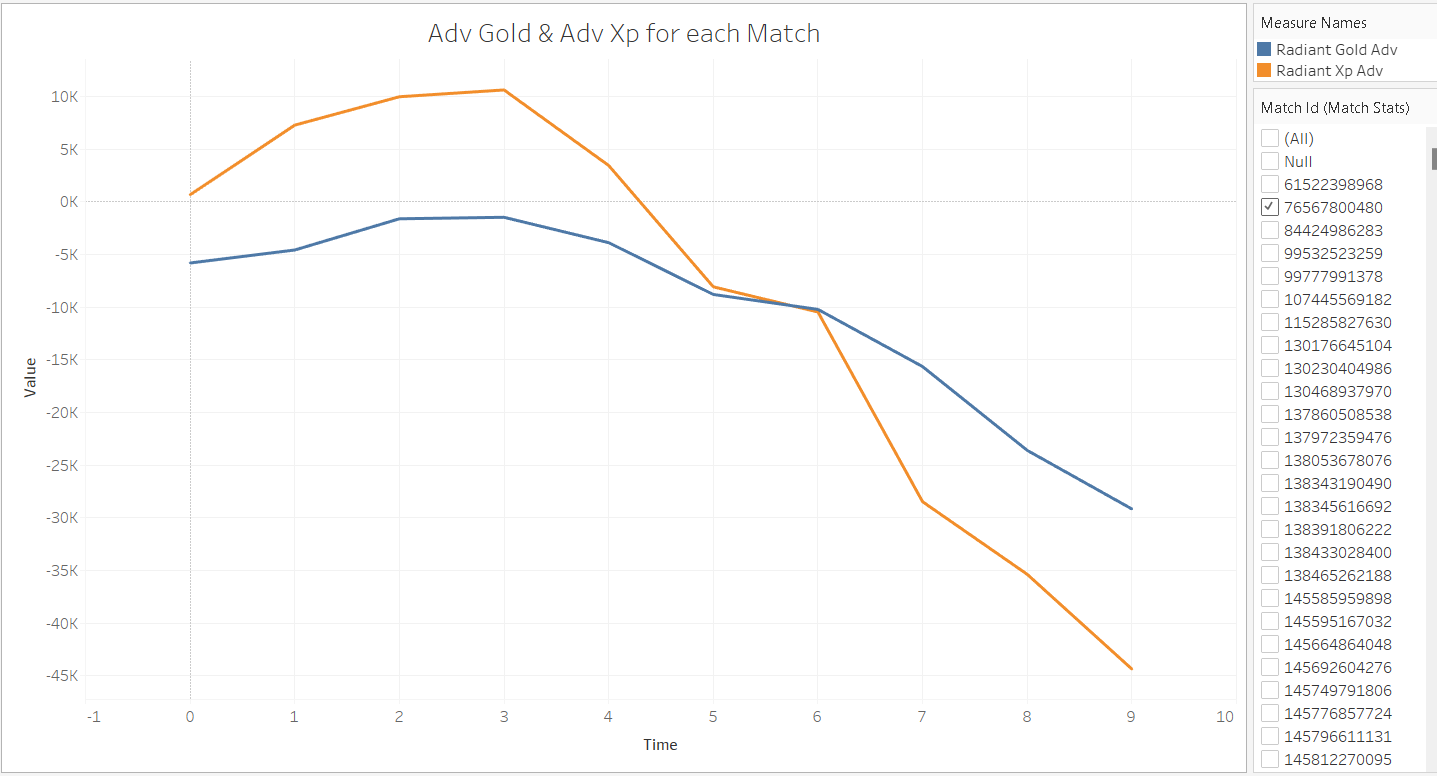 Adv Gold & Adv Xp for each Match
Value
10K
5K
0K
-5K
-10K
-15K
-20K
-25K
-30K
-35K
-40K
-45K
-1 0 1 2 3 4 5 6 7 8 9 10
Time
Measure Names
Radiant Gold Adv
Radiant Xp Adv
Match Id (Match Stats)
(All)
Null
61522398968
76567800480
84424986283
99532523259
99777991378
107445569182
115285827630
130176645104
130230404986
130468937970
137860508538
137972359476
138053678076
138343190490
138345616692
138391806222
138433028400
138465262188
145585959898
145595167032
145664864048
145692604276
145749791806
145776857724
145796611131
145812270095